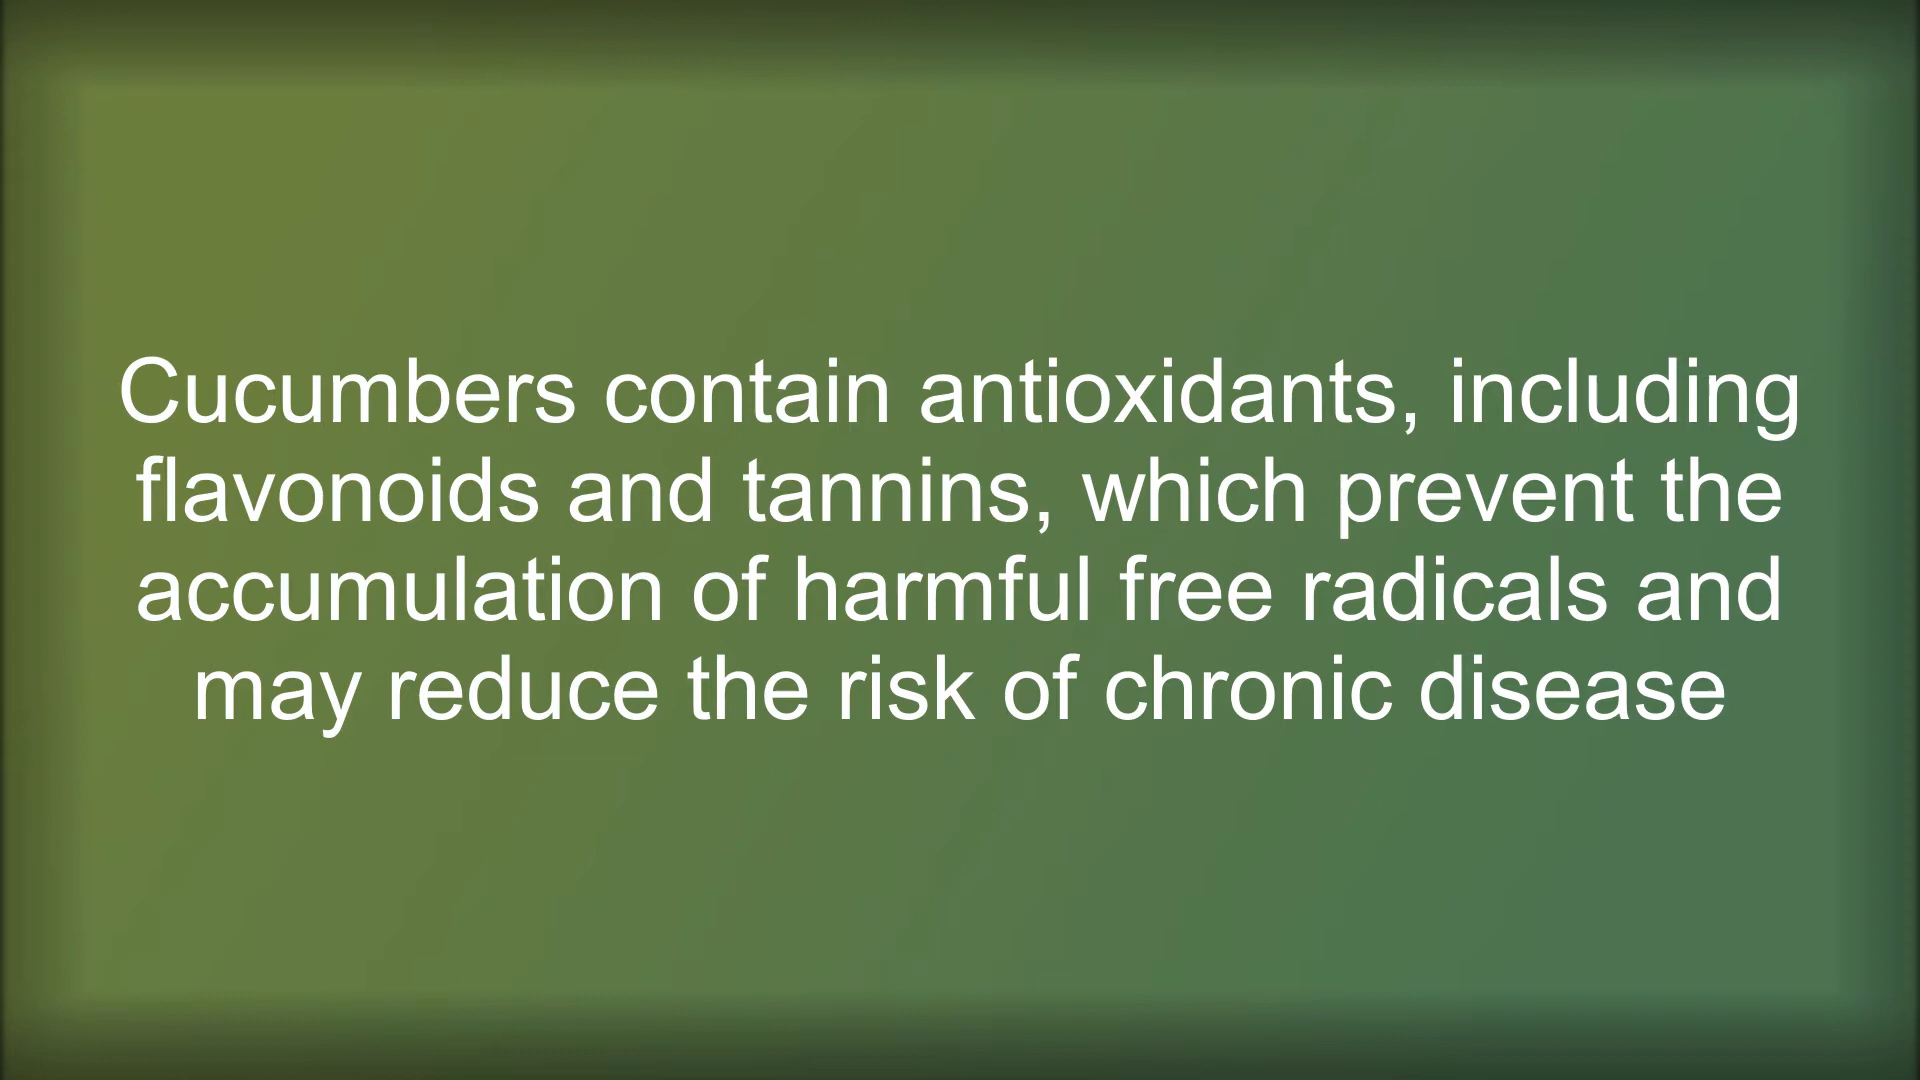 Cucumbers contain antioxidants, including
flavonoids and tannins, which prevent the
accumulation of harmful free radicals and
may reduce the risk of chronic disease